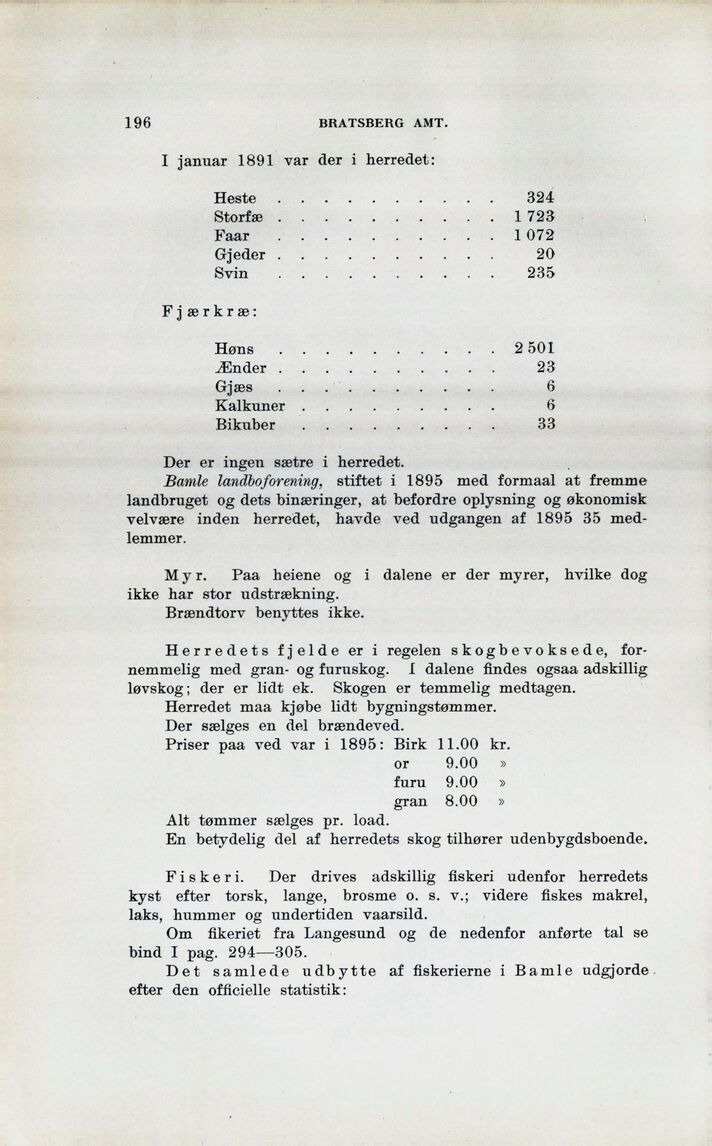 196 BRATSBERG AMT.
I januar 1891 var der i herredet:
Heste . . . . . . . . . . 324
Storfæ . . . . . . . . . . 1 723
Faar . . . . . . . . . . 1 072
Gjeder . . . . . . . . . . 20
Svin . . . . . . . . . . 235
Fjærkræ:
Høns . . . . . . . . . . 2 501
Ænder . . . . . . . . . . 23
Gjæs . . . . . . . . . . 6
Kalkuner . . . . . . . . . 6
Bikuber . . . . . . . . . 33
Der er ingen sætre i herredet.
Bamle landboforening, stiftet i 1895 med formaal at fremme
landbruget og dets binæringer, at befordre oplysning og økonomisk
velvære inden herredet, havde ved udgangen af 1895 35 med-
lemmer.
Myr. Paa heiene og i dalene er der myrer, hvilke dog
ikke har stor udstrækning.
Brændtorv benyttes ikke.
Herredets fjelde er i regelen skogbevoksede, for-
nemmelig med gran- og furuskog. I dalene findes ogsaa adskillig
løvskog; der er lidt ek. Skogen er temmelig medtagen.
Herredet maa kjøbe lidt bygningstømmer.
Der sælges en del brændeved.
Priser paa ved var i 1895: Birk 11.00 kr.
or 9.00 »
furu 9.00 »
gran 8.00 »
Alt tømmer sælges pr. load.
En betydelig del af herredets skog tilhører udenbygdsboende.
Fiskeri. Der drives adskillig fiskeri udenfor herredets
kyst efter torsk, lange, brosme o. s. v.; videre fiskes makrel,
laks, hummer og undertiden vaarsild.
Om fikeriet fra Langesund og de nedenfor anførte tal se
bind I pag. 294—305.
Det samlede udbytte af fiskerierne i Bamle udgjorde
efter den officielle statistik: